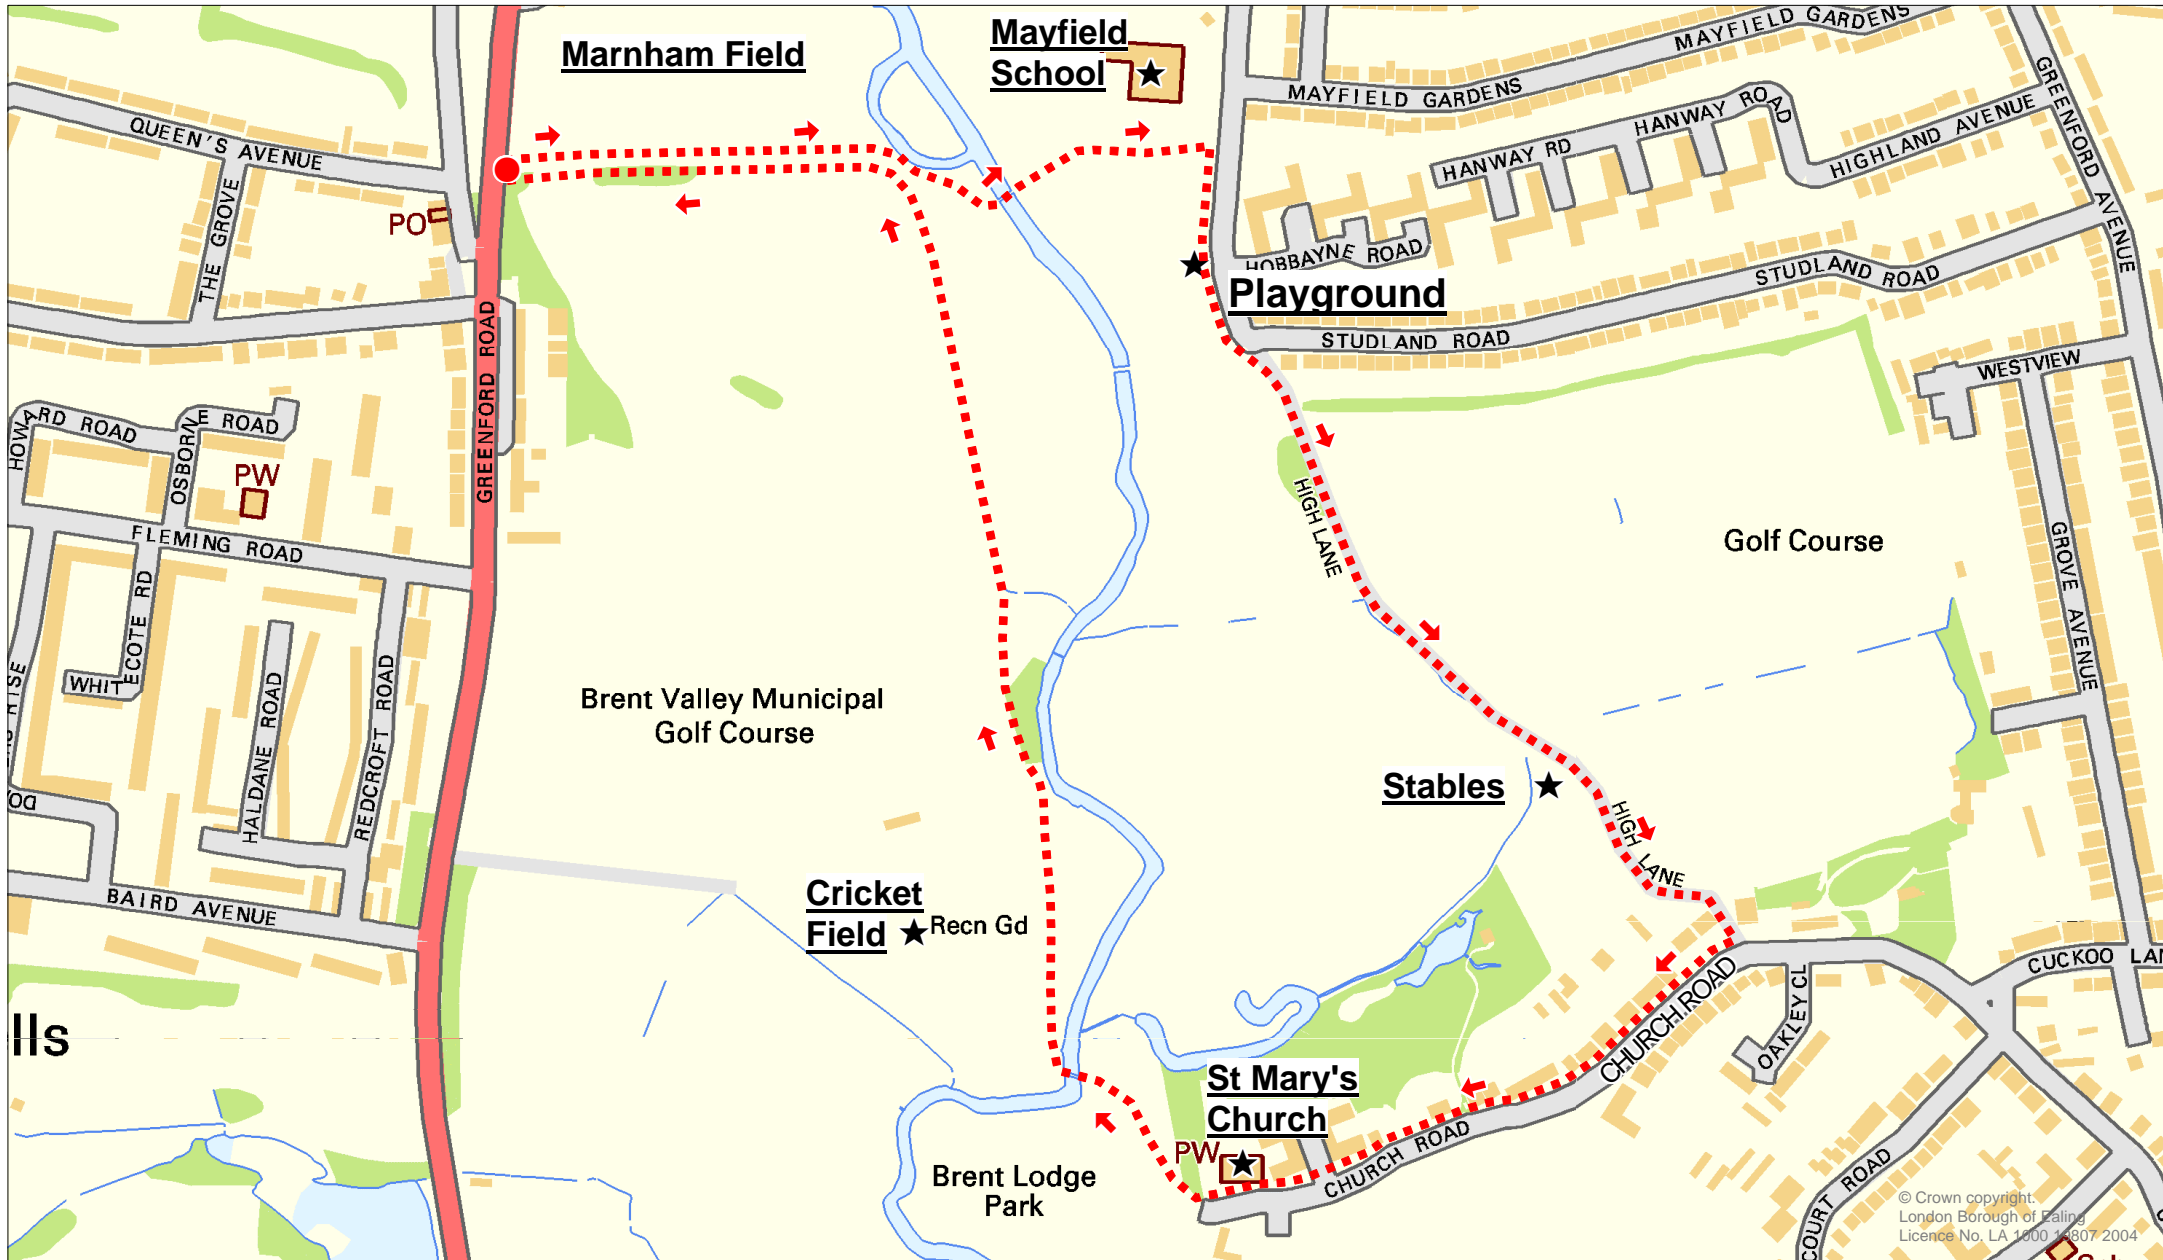 Marnham Field
Mayfield
School
MAYFIELD GARDENS
MAYFIELD GARDENS
GREENFORD AVENUE
HANWAY ROAD
HANWAY RD
HIGHLAND AVENUE
QUEEN'S AVENUE
THE GROVE
PO
HOBBAYNE ROAD
STUDLAND ROAD
Playground
STUDLAND ROAD
WESTVIEW
GREENFORD ROAD
HOWARD ROAD
OSBORNE ROAD
PW
FLEMING ROAD
HIGH LANE
Golf Course
GROVE AVENUE
WHITECOTE RD
HALDANE ROAD
REDCROFT ROAD
Brent Valley Municipal
Golf Course
Stables
HIGH LANE
BAIRD AVENUE
Cricket
Field
Recn Gd
CUCKOO LAN
CHURCH ROAD
OAKLEY CL
lls
St Mary's
Church
PW
CHURCH ROAD
Brent Lodge
Park
COURT ROAD
© Crown copyright.
London Borough of Ealing